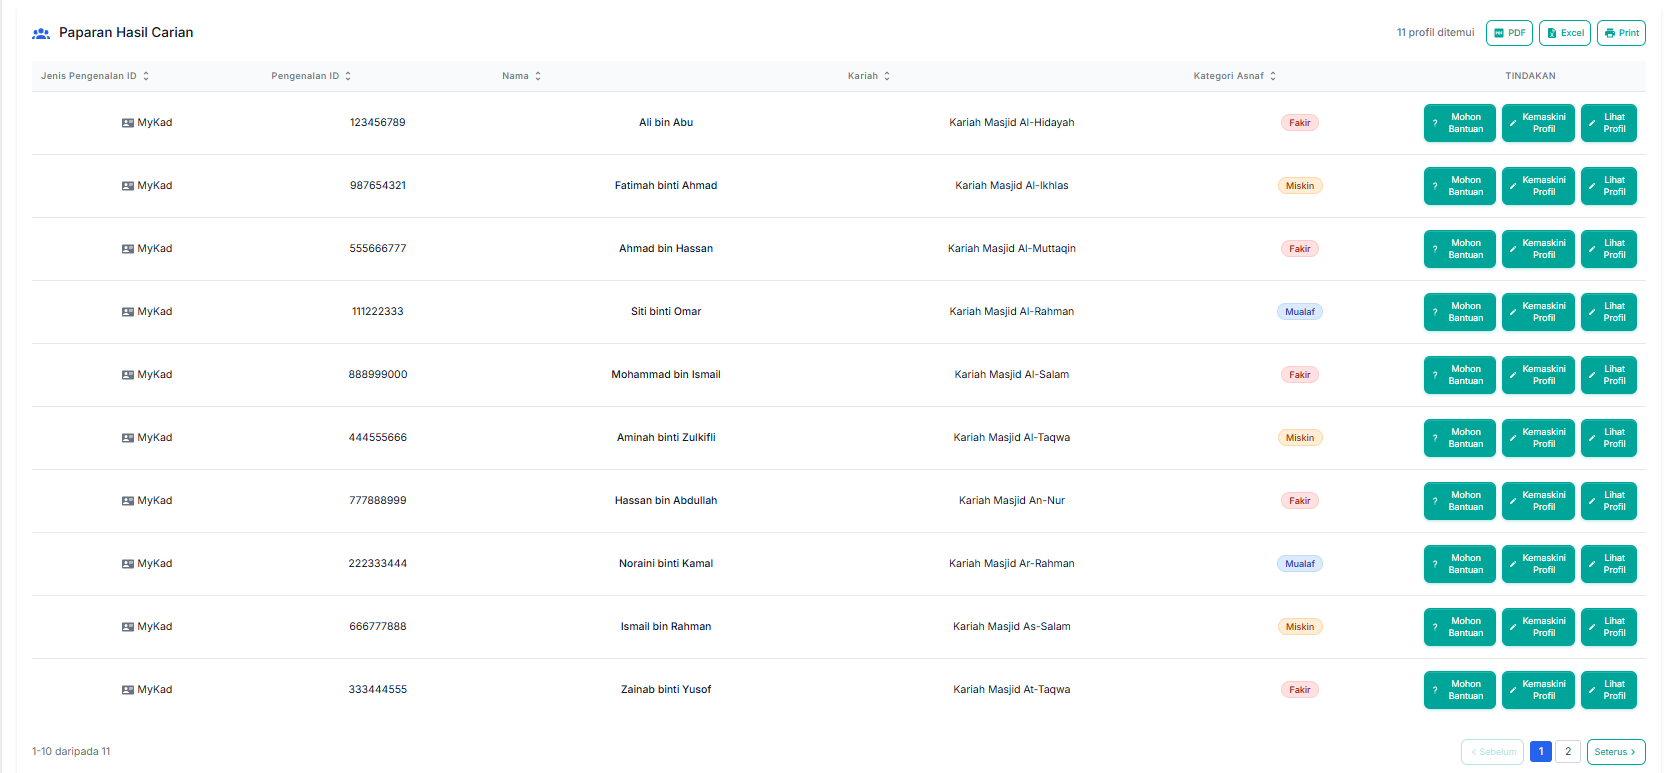 Paparan Hasil Carian
11 profil ditemui PDF Excel Print
Jenis Pengenalan ID Pengenalan ID Nama Kariah Kategori Asnaf TINDAKAN
MyKad 123456789 Ali bin Abu Kariah Masjid Al-Hidayah Fakir Mohon Bantuan Kemaskini Profil Lihat Profil
MyKad 987654321 Fatimah binti Ahmad Kariah Masjid Al-Ikhlas Miskin Mohon Bantuan Kemaskini Profil Lihat Profil
MyKad 555666777 Ahmad bin Hassan Kariah Masjid Al-Muttaqin Fakir Mohon Bantuan Kemaskini Profil Lihat Profil
MyKad 111222333 Siti binti Omar Kariah Masjid Al-Rahman Mualaf Mohon Bantuan Kemaskini Profil Lihat Profil
MyKad 888999000 Mohammad bin Ismail Kariah Masjid Al-Salam Fakir Mohon Bantuan Kemaskini Profil Lihat Profil
MyKad 444555666 Aminah binti Zulkifli Kariah Masjid Al-Taqwa Miskin Mohon Bantuan Kemaskini Profil Lihat Profil
MyKad 777888999 Hassan bin Abdullah Kariah Masjid An-Nur Fakir Mohon Bantuan Kemaskini Profil Lihat Profil
MyKad 222333444 Noraini binti Kamal Kariah Masjid Ar-Rahman Mualaf Mohon Bantuan Kemaskini Profil Lihat Profil
MyKad 666777888 Ismail bin Rahman Kariah Masjid As-Salam Miskin Mohon Bantuan Kemaskini Profil Lihat Profil
MyKad 333444555 Zainab binti Yusof Kariah Masjid At-Taqwa Fakir Mohon Bantuan Kemaskini Profil Lihat Profil
1-10 daripada 11 < Sebelum 1 2 Seterus >